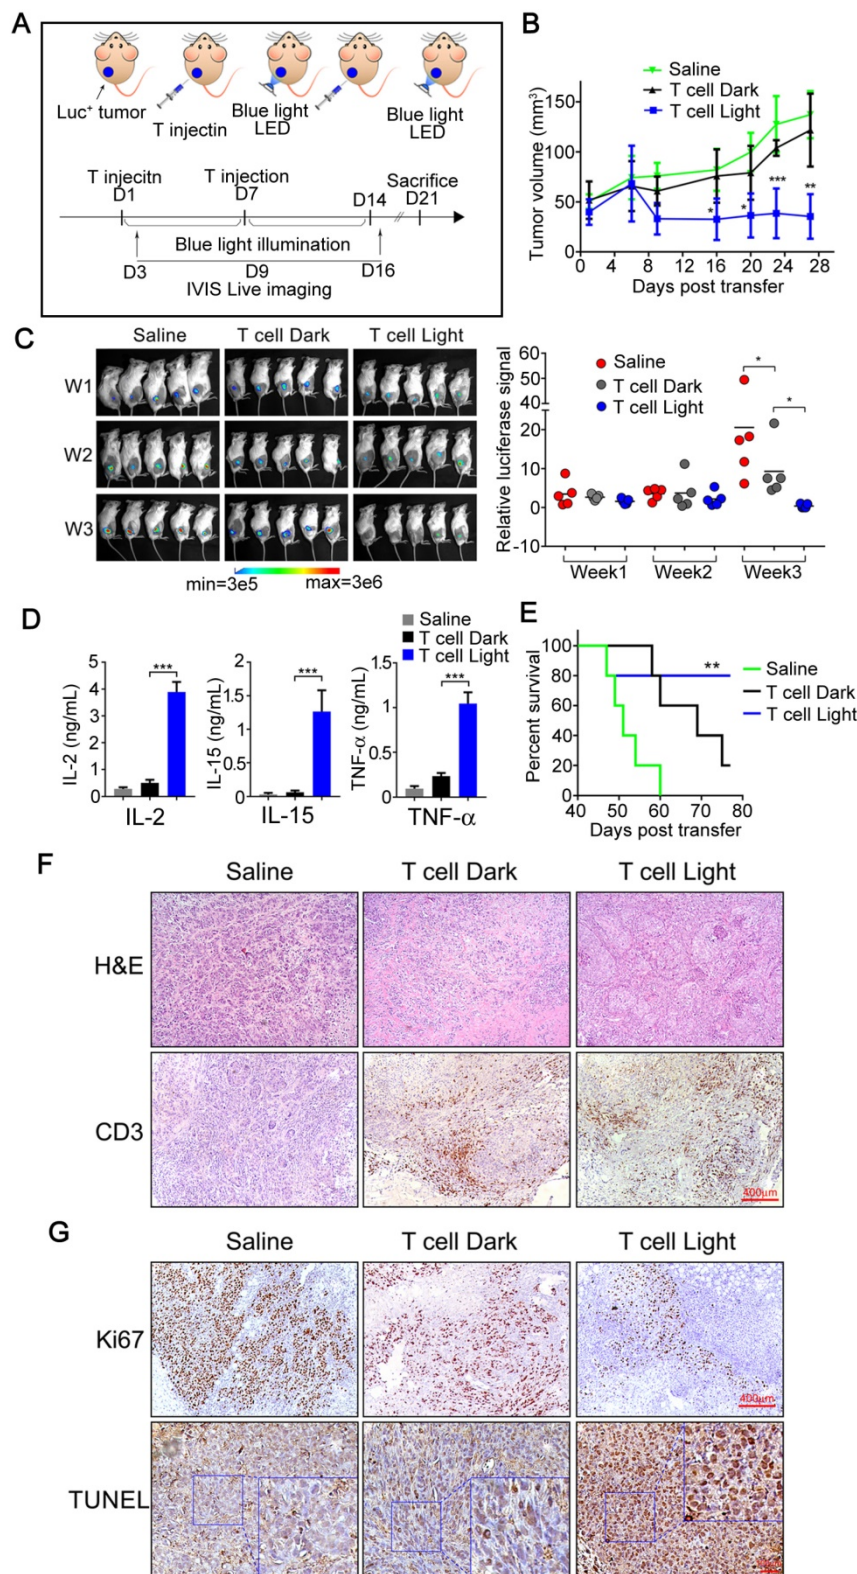 A
Luc⁺ tumor
T injectin
Blue light
LED
Blue light
LED
T injecitn
D1
T injection
D7
D14
Sacrifice
D21
Blue light illumination
D3
D9
D16
IVIS Live imaging
B
Saline
T cell Dark
T cell Light
Tumor volume (mm³)
150
100
50
0
* * *** **
0 4 8 12 16 20 24 28
Days post transfer
C
Saline T cell Dark T cell Light
W1
W2
W3
min=3e5 max=3e6
Saline
T cell Dark
T cell Light
Relative luciferase signal
60
50
40
30
20
10
0
-10
*
*
Week1 Week2 Week3
D
Saline
T cell Dark
T cell Light
IL-2 (ng/mL)
5
4
3
2
1
0
***
IL-2
IL-15 (ng/mL)
2
1.5
1
0.5
0
***
IL-15
TNF-α (ng/mL)
1.5
1
0.5
0
***
TNF-α
E
Percent survival
100
80
60
40
20
0
**
Saline
T cell Dark
T cell Light
40 50 60 70 80
Days post transfer
F
Saline T cell Dark T cell Light
H&E
CD3
400μm
G
Saline T cell Dark T cell Light
Ki67
400μm
TUNEL